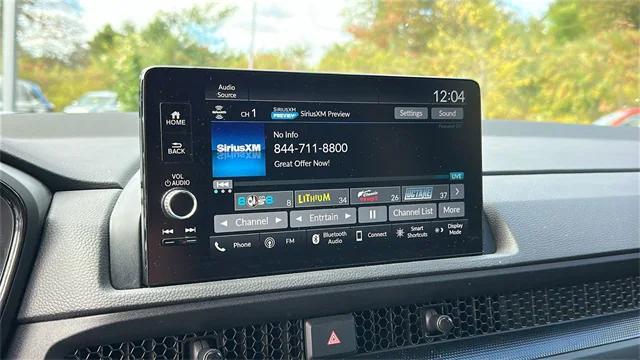 Audio
Source
12:04
HOME
BACK
VOL
AUDIO
SIRIUSXM
CH 1
SIRIUSXM
PREVIEW
SiriusXM Preview
Settings
Sound
SiriusXM
No Info
844-711-8800
Great Offer Now!
LIVE
8
LITHIUM
34
26
OCTANE
37
Channel
Entrain
Channel List
More
Phone
FM
Bluetooth
Audio
Connect
Smart
Shortcuts
Display
Mode